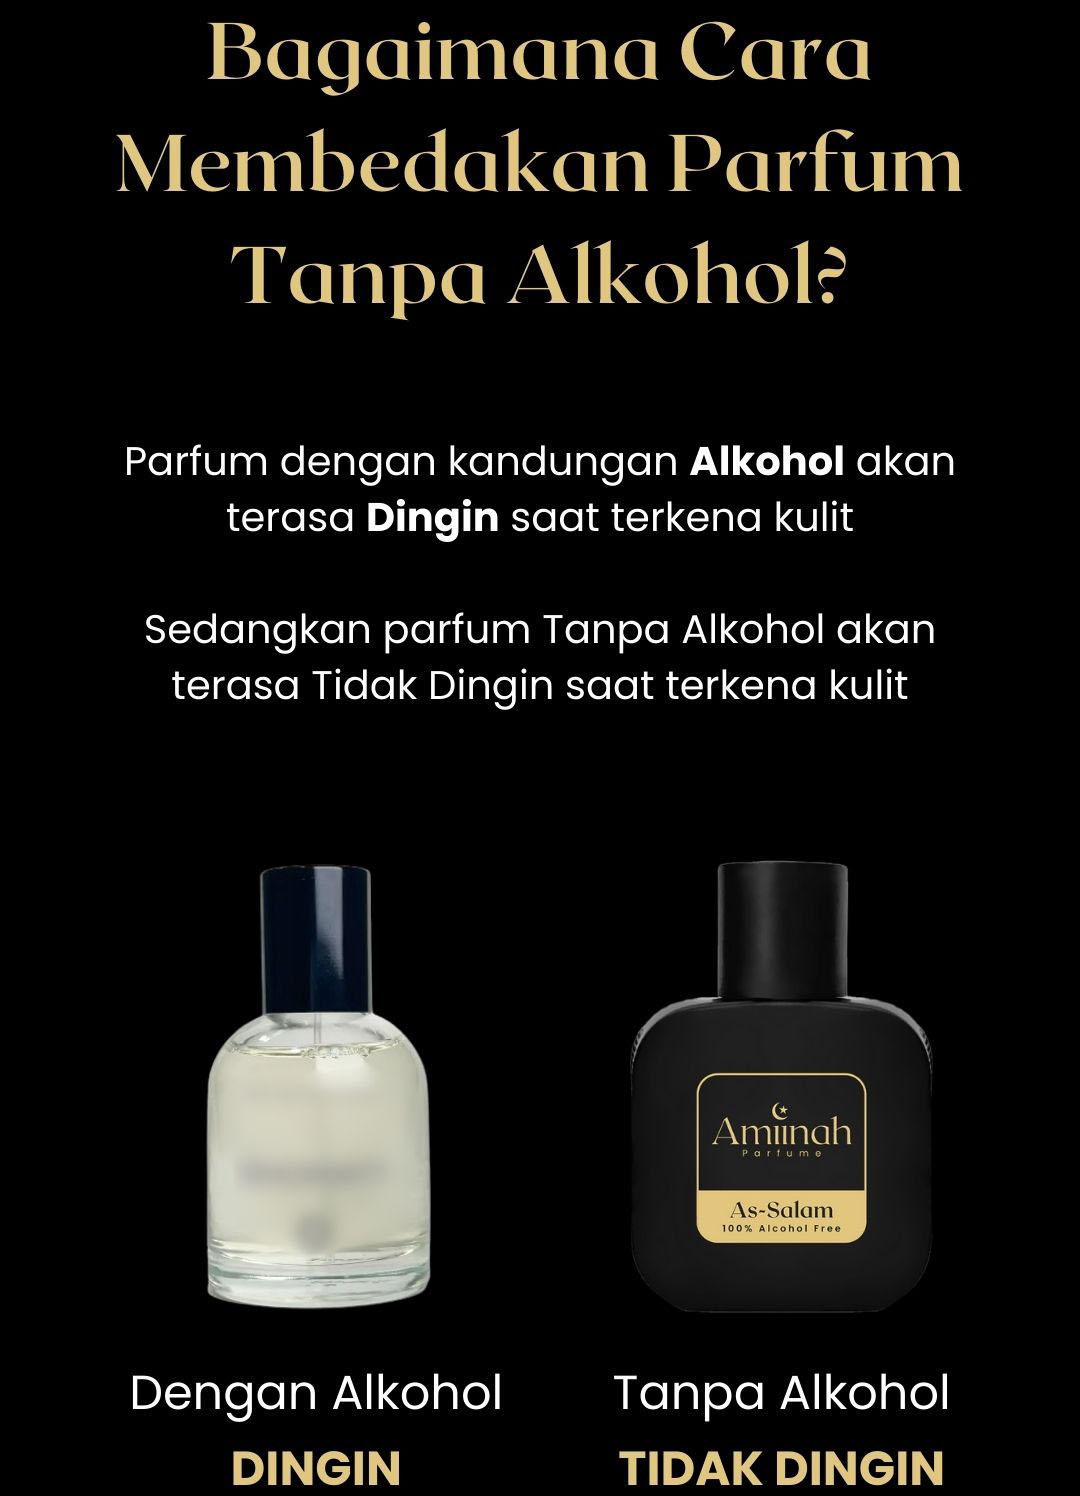 Bagaimana Cara
Membedakan Parfum
Tanpa Alkohol?
Parfum dengan kandungan Alkohol akan
terasa Dingin saat terkena kulit
Sedangkan parfum Tanpa Alkohol akan
terasa Tidak Dingin saat terkena kulit
Amiinah
Parfume
As-Salam
100% Alcohol Free
Dengan Alkohol
DINGIN
Tanpa Alkohol
TIDAK DINGIN